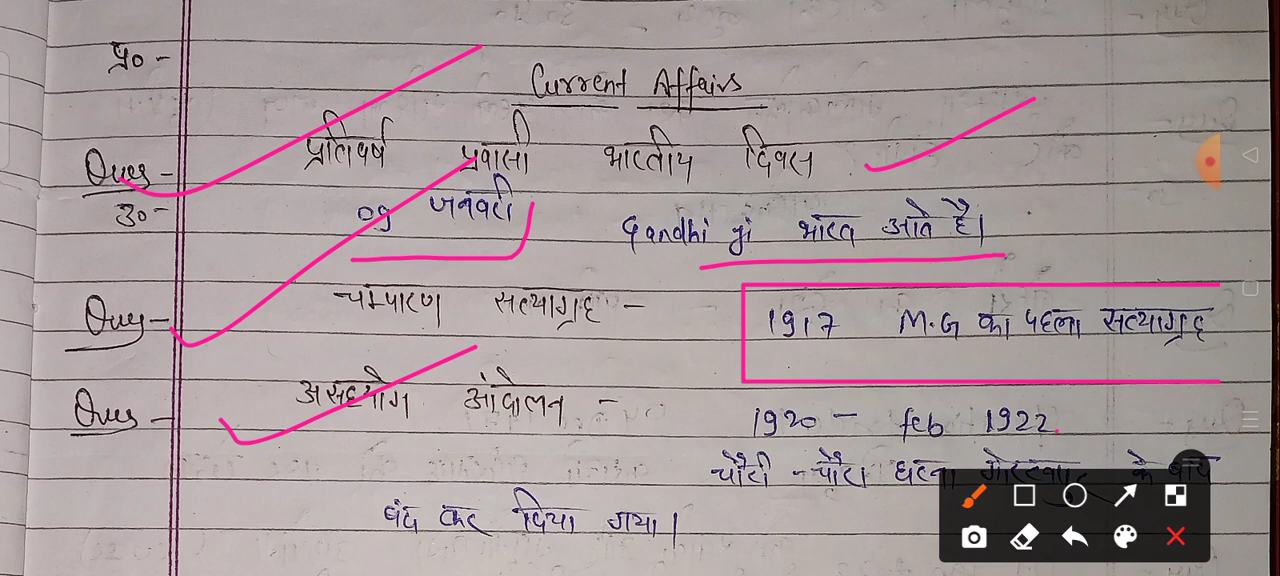 प्र० -
Current Affairs
Ques - प्रतिवर्ष प्रवासी भारतीय दिवस
उ०- 09 जनवरी Gandhi ji भारत आते है।
Ques- चम्पारण सत्याग्रह - 1917 M.G का पहला सत्याग्रह
Ques - असहयोग आंदोलन - 1920 - feb 1922.
चौरी-चौरा घटना के बाद
बंद कर दिया गया।